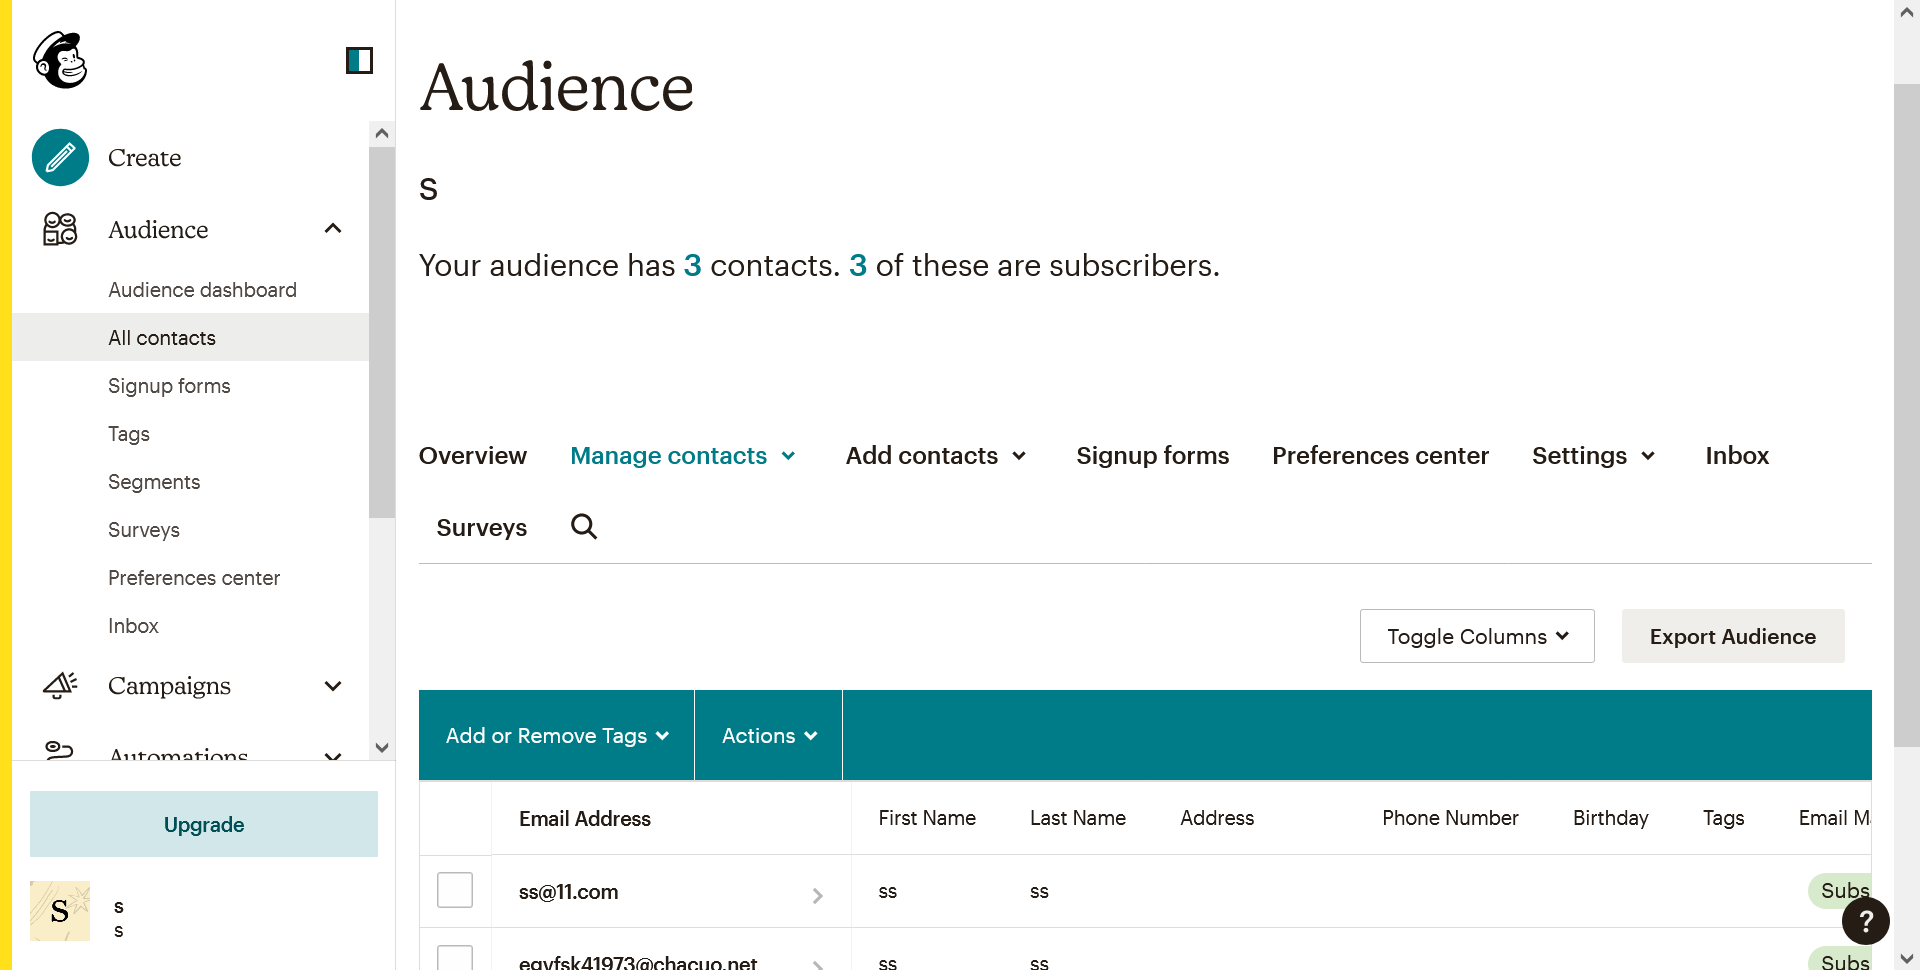 Create
Audience
Audience dashboard
All contacts
Signup forms
Tags
Segments
Surveys
Preferences center
Inbox
Campaigns
Automations
Upgrade
S
s
s
Audience
s
Your audience has 3 contacts. 3 of these are subscribers.
Overview Manage contacts Add contacts Signup forms Preferences center Settings Inbox
Surveys
Toggle Columns Export Audience
Add or Remove Tags Actions
Email Address First Name Last Name Address Phone Number Birthday Tags Email M
ss@11.com ss ss Subs
?
egvfsk41973@chacuo.net ss ss Subs